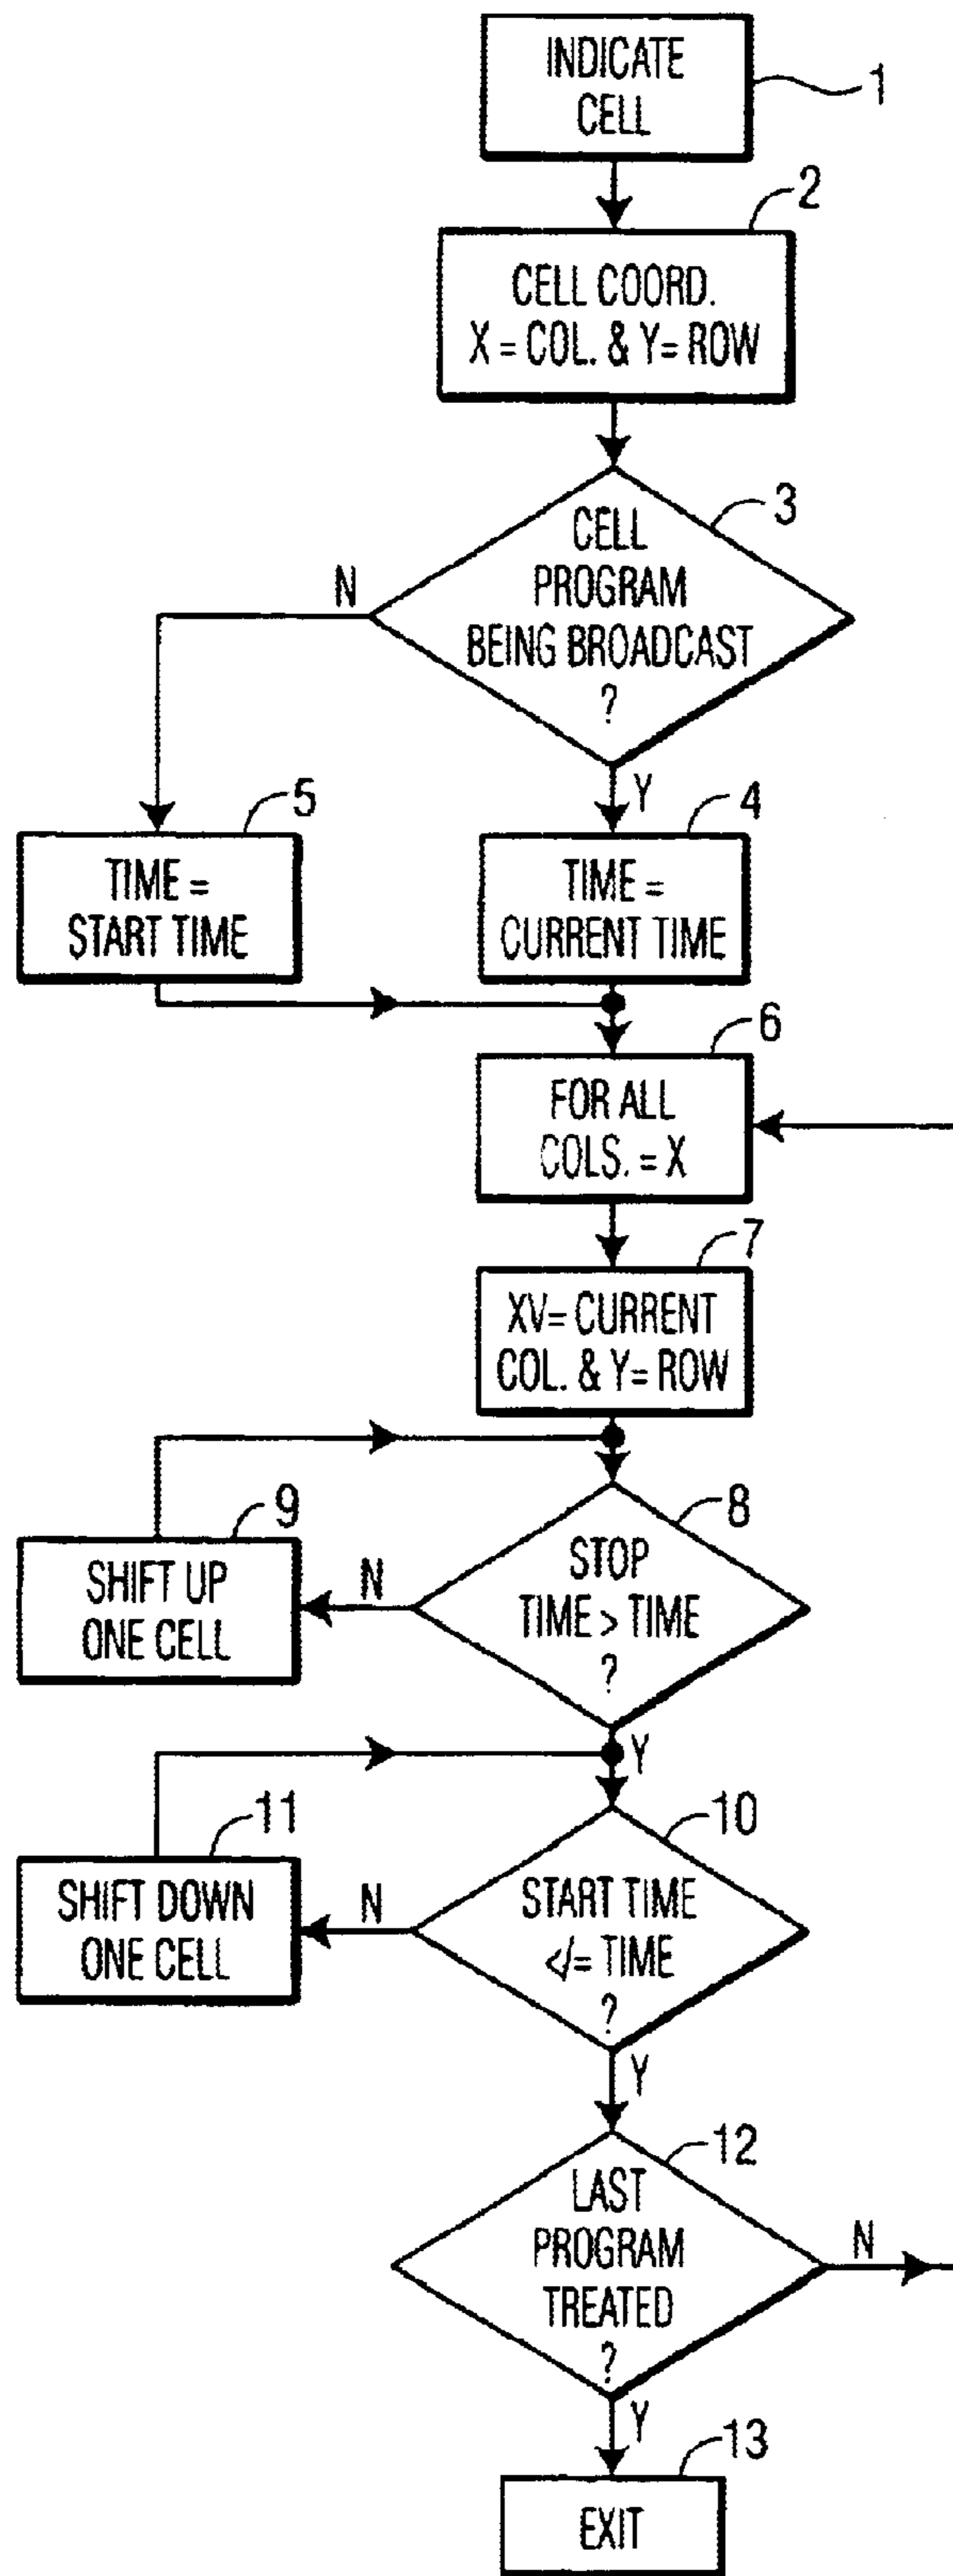 INDICATE
CELL
1
2
CELL COORD.
X = COL. & Y= ROW
3
CELL
PROGRAM
BEING BROADCAST
?
N
Y
5
TIME =
START TIME
4
TIME =
CURRENT TIME
6
FOR ALL
COLS. = X
7
XV= CURRENT
COL. & Y= ROW
8
STOP
TIME > TIME
?
N
Y
9
SHIFT UP
ONE CELL
10
START TIME
</= TIME
?
N
Y
11
SHIFT DOWN
ONE CELL
12
LAST
PROGRAM
TREATED
?
N
Y
13
EXIT